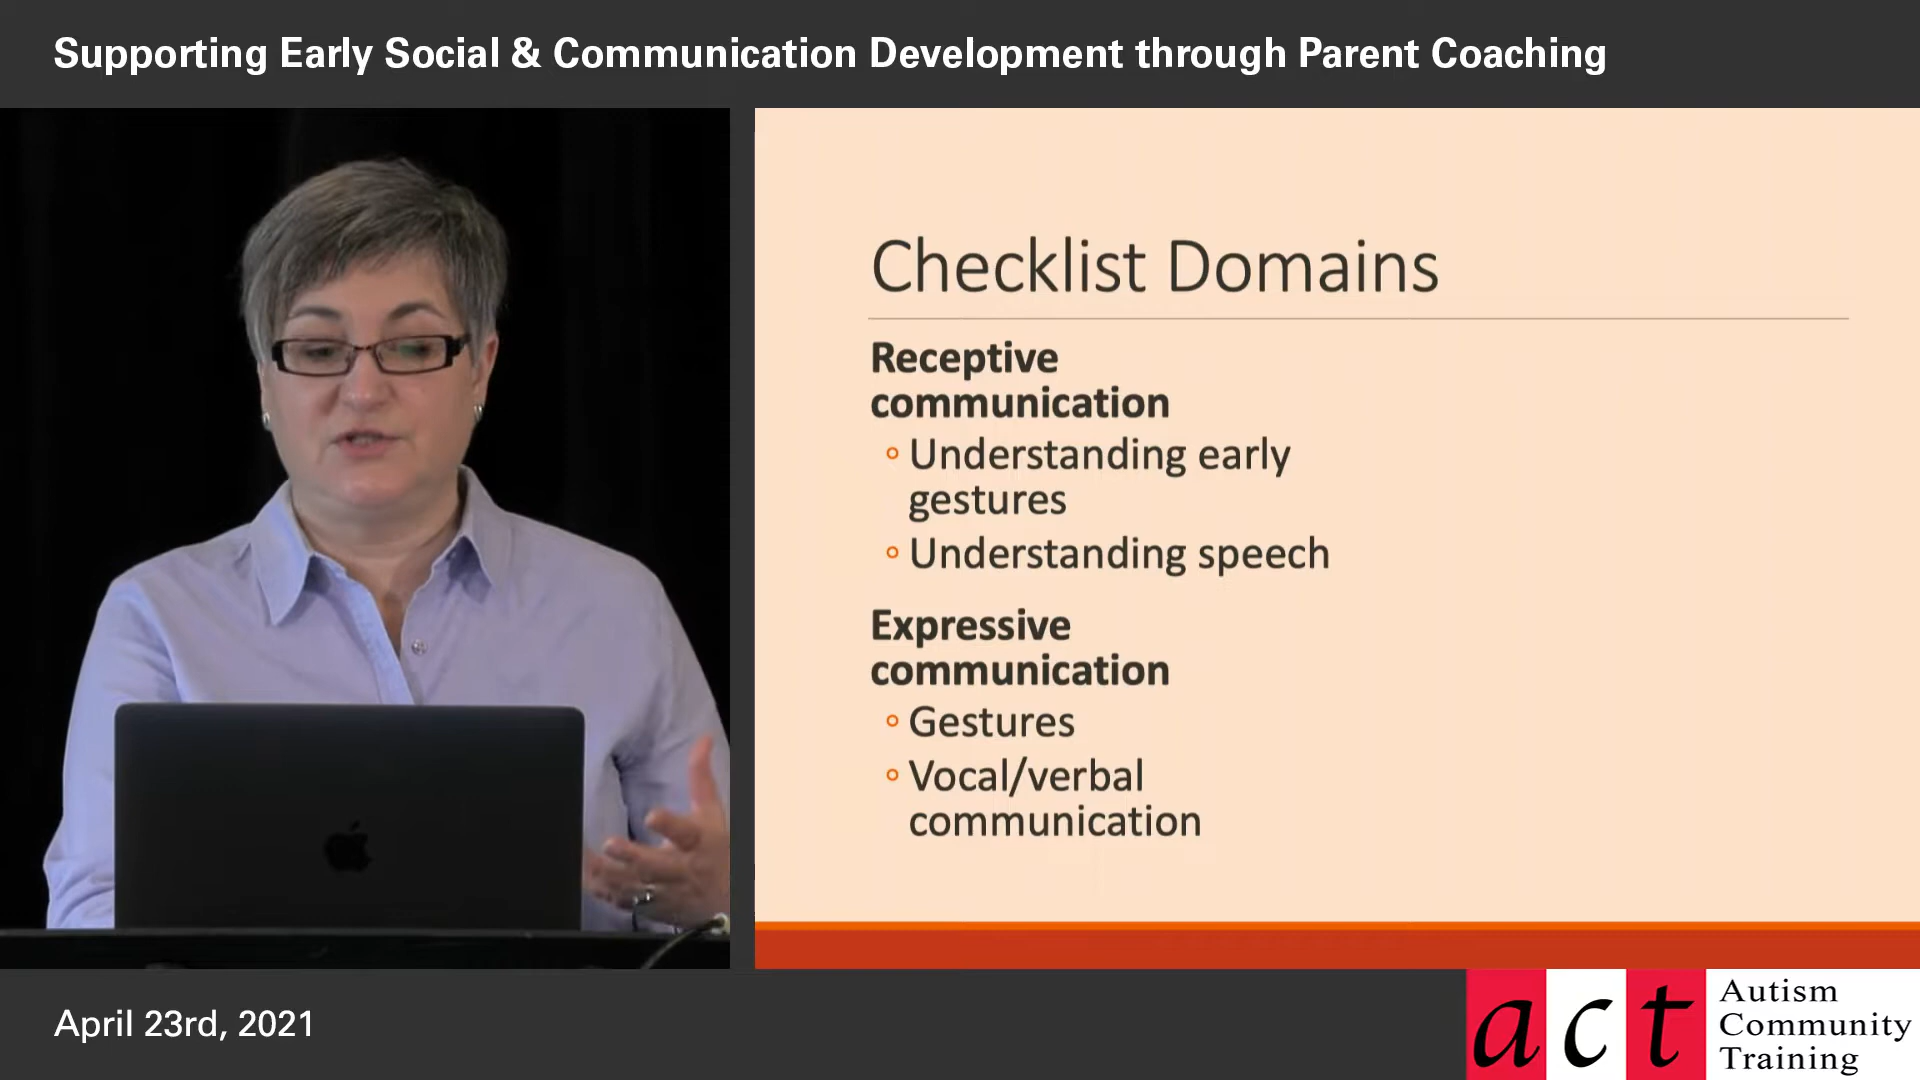 Supporting Early Social & Communication Development through Parent Coaching
Checklist Domains
Receptive
communication
Understanding early
gestures
Understanding speech
Expressive
communication
Gestures
Vocal/verbal
communication
April 23rd, 2021
act
Autism
Community
Training